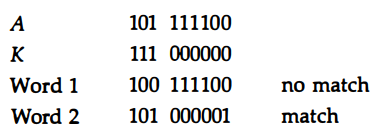 A 101 111100
K 111 000000
Word 1 100 111100 no match
Word 2 101 000001 match